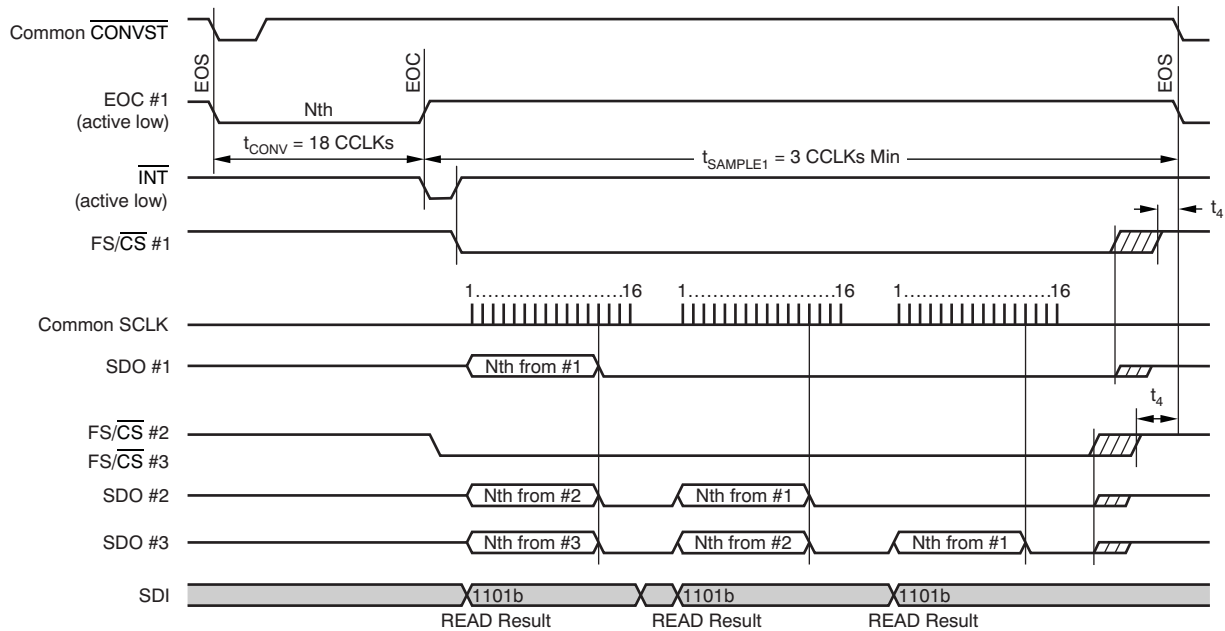 Common CONVST
EOS
EOC
EOS
EOC #1
(active low)
Nth
tCONV = 18 CCLKs
tSAMPLE1 = 3 CCLKs Min
INT
(active low)
t4
FS/CS #1
1.......................16
1.......................16
1.......................16
Common SCLK
SDO #1
Nth from #1
t4
FS/CS #2
FS/CS #3
SDO #2
Nth from #2
Nth from #1
SDO #3
Nth from #3
Nth from #2
Nth from #1
SDI
1101b
1101b
1101b
READ Result
READ Result
READ Result